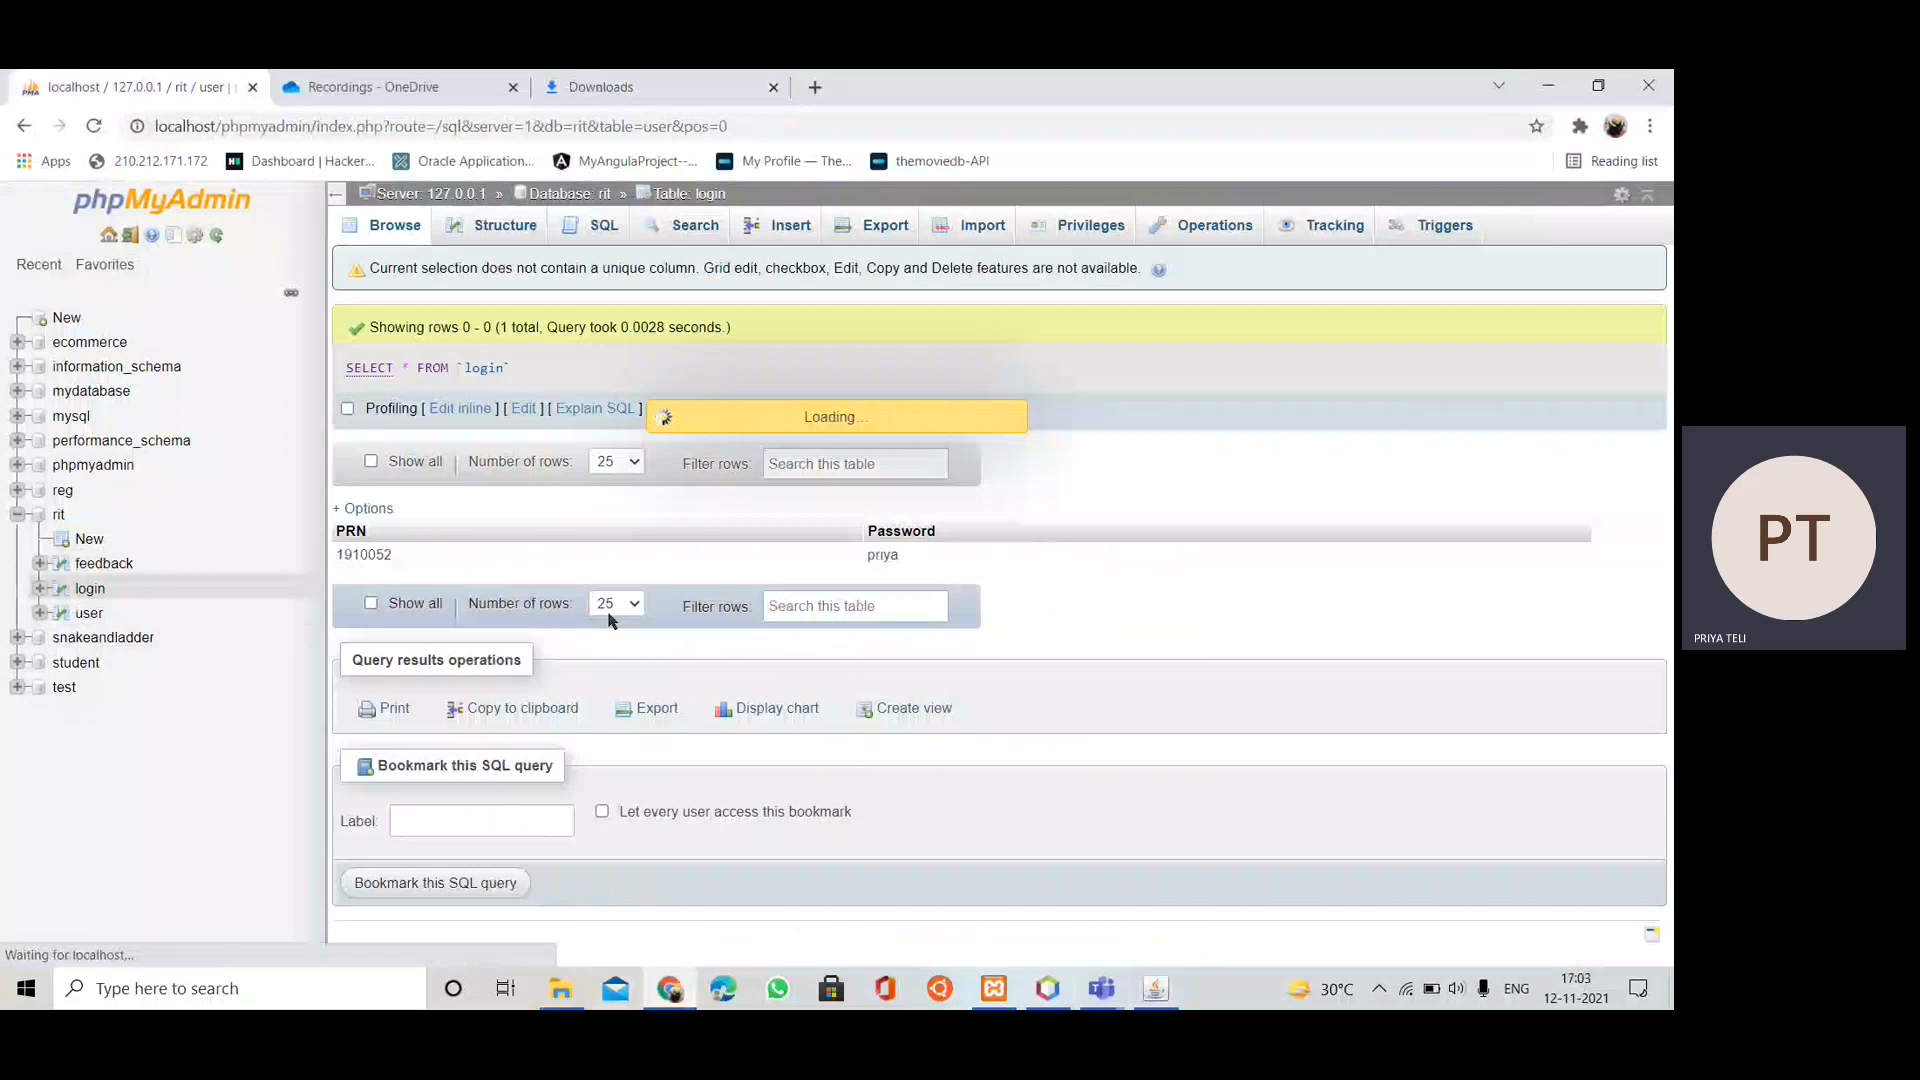 localhost / 127.0.0.1 / rit / user |
Recordings - OneDrive
Downloads
localhost/phpmyadmin/index.php?route=/sql&server=1&db=rit&table=user&pos=0
Apps
210.212.171.172
Dashboard | Hacker...
Oracle Application...
MyAngulaProject--...
My Profile — The...
themoviedb-API
Reading list
phpMyAdmin
Recent
Favorites
New
ecommerce
information_schema
mydatabase
mysql
performance_schema
phpmyadmin
reg
rit
New
feedback
login
user
snakeandladder
student
test
Server: 127.0.0.1 » Database: rit » Table: login
Browse
Structure
SQL
Search
Insert
Export
Import
Privileges
Operations
Tracking
Triggers
Current selection does not contain a unique column. Grid edit, checkbox, Edit, Copy and Delete features are not available.
Showing rows 0 - 0 (1 total, Query took 0.0028 seconds.)
SELECT * FROM `login`
Profiling [ Edit inline ] [ Edit ] [ Explain SQL ]
Loading...
Show all
Number of rows: 25
Filter rows: Search this table
+ Options
PRN Password
1910052 priya
Show all
Number of rows: 25
Filter rows: Search this table
Query results operations
Print
Copy to clipboard
Export
Display chart
Create view
Bookmark this SQL query
Label:
Let every user access this bookmark
Bookmark this SQL query
Waiting for localhost...
Type here to search
30°C
ENG
17:03
12-11-2021
PT
PRIYA TELI